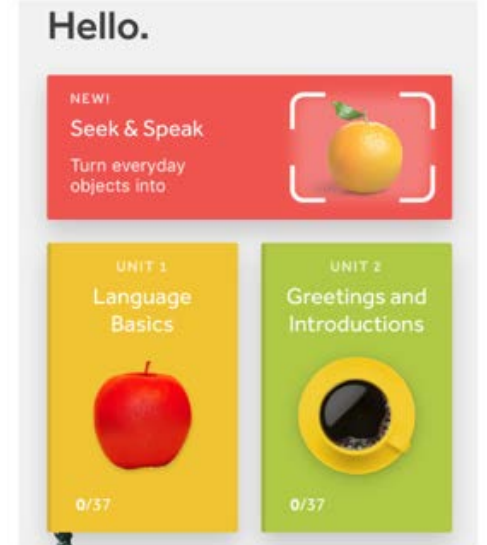 Hello.
NEW!
Seek & Speak
Turn everyday
objects into
UNIT 1
Language
Basics
0/37
UNIT 2
Greetings and
Introductions
0/37